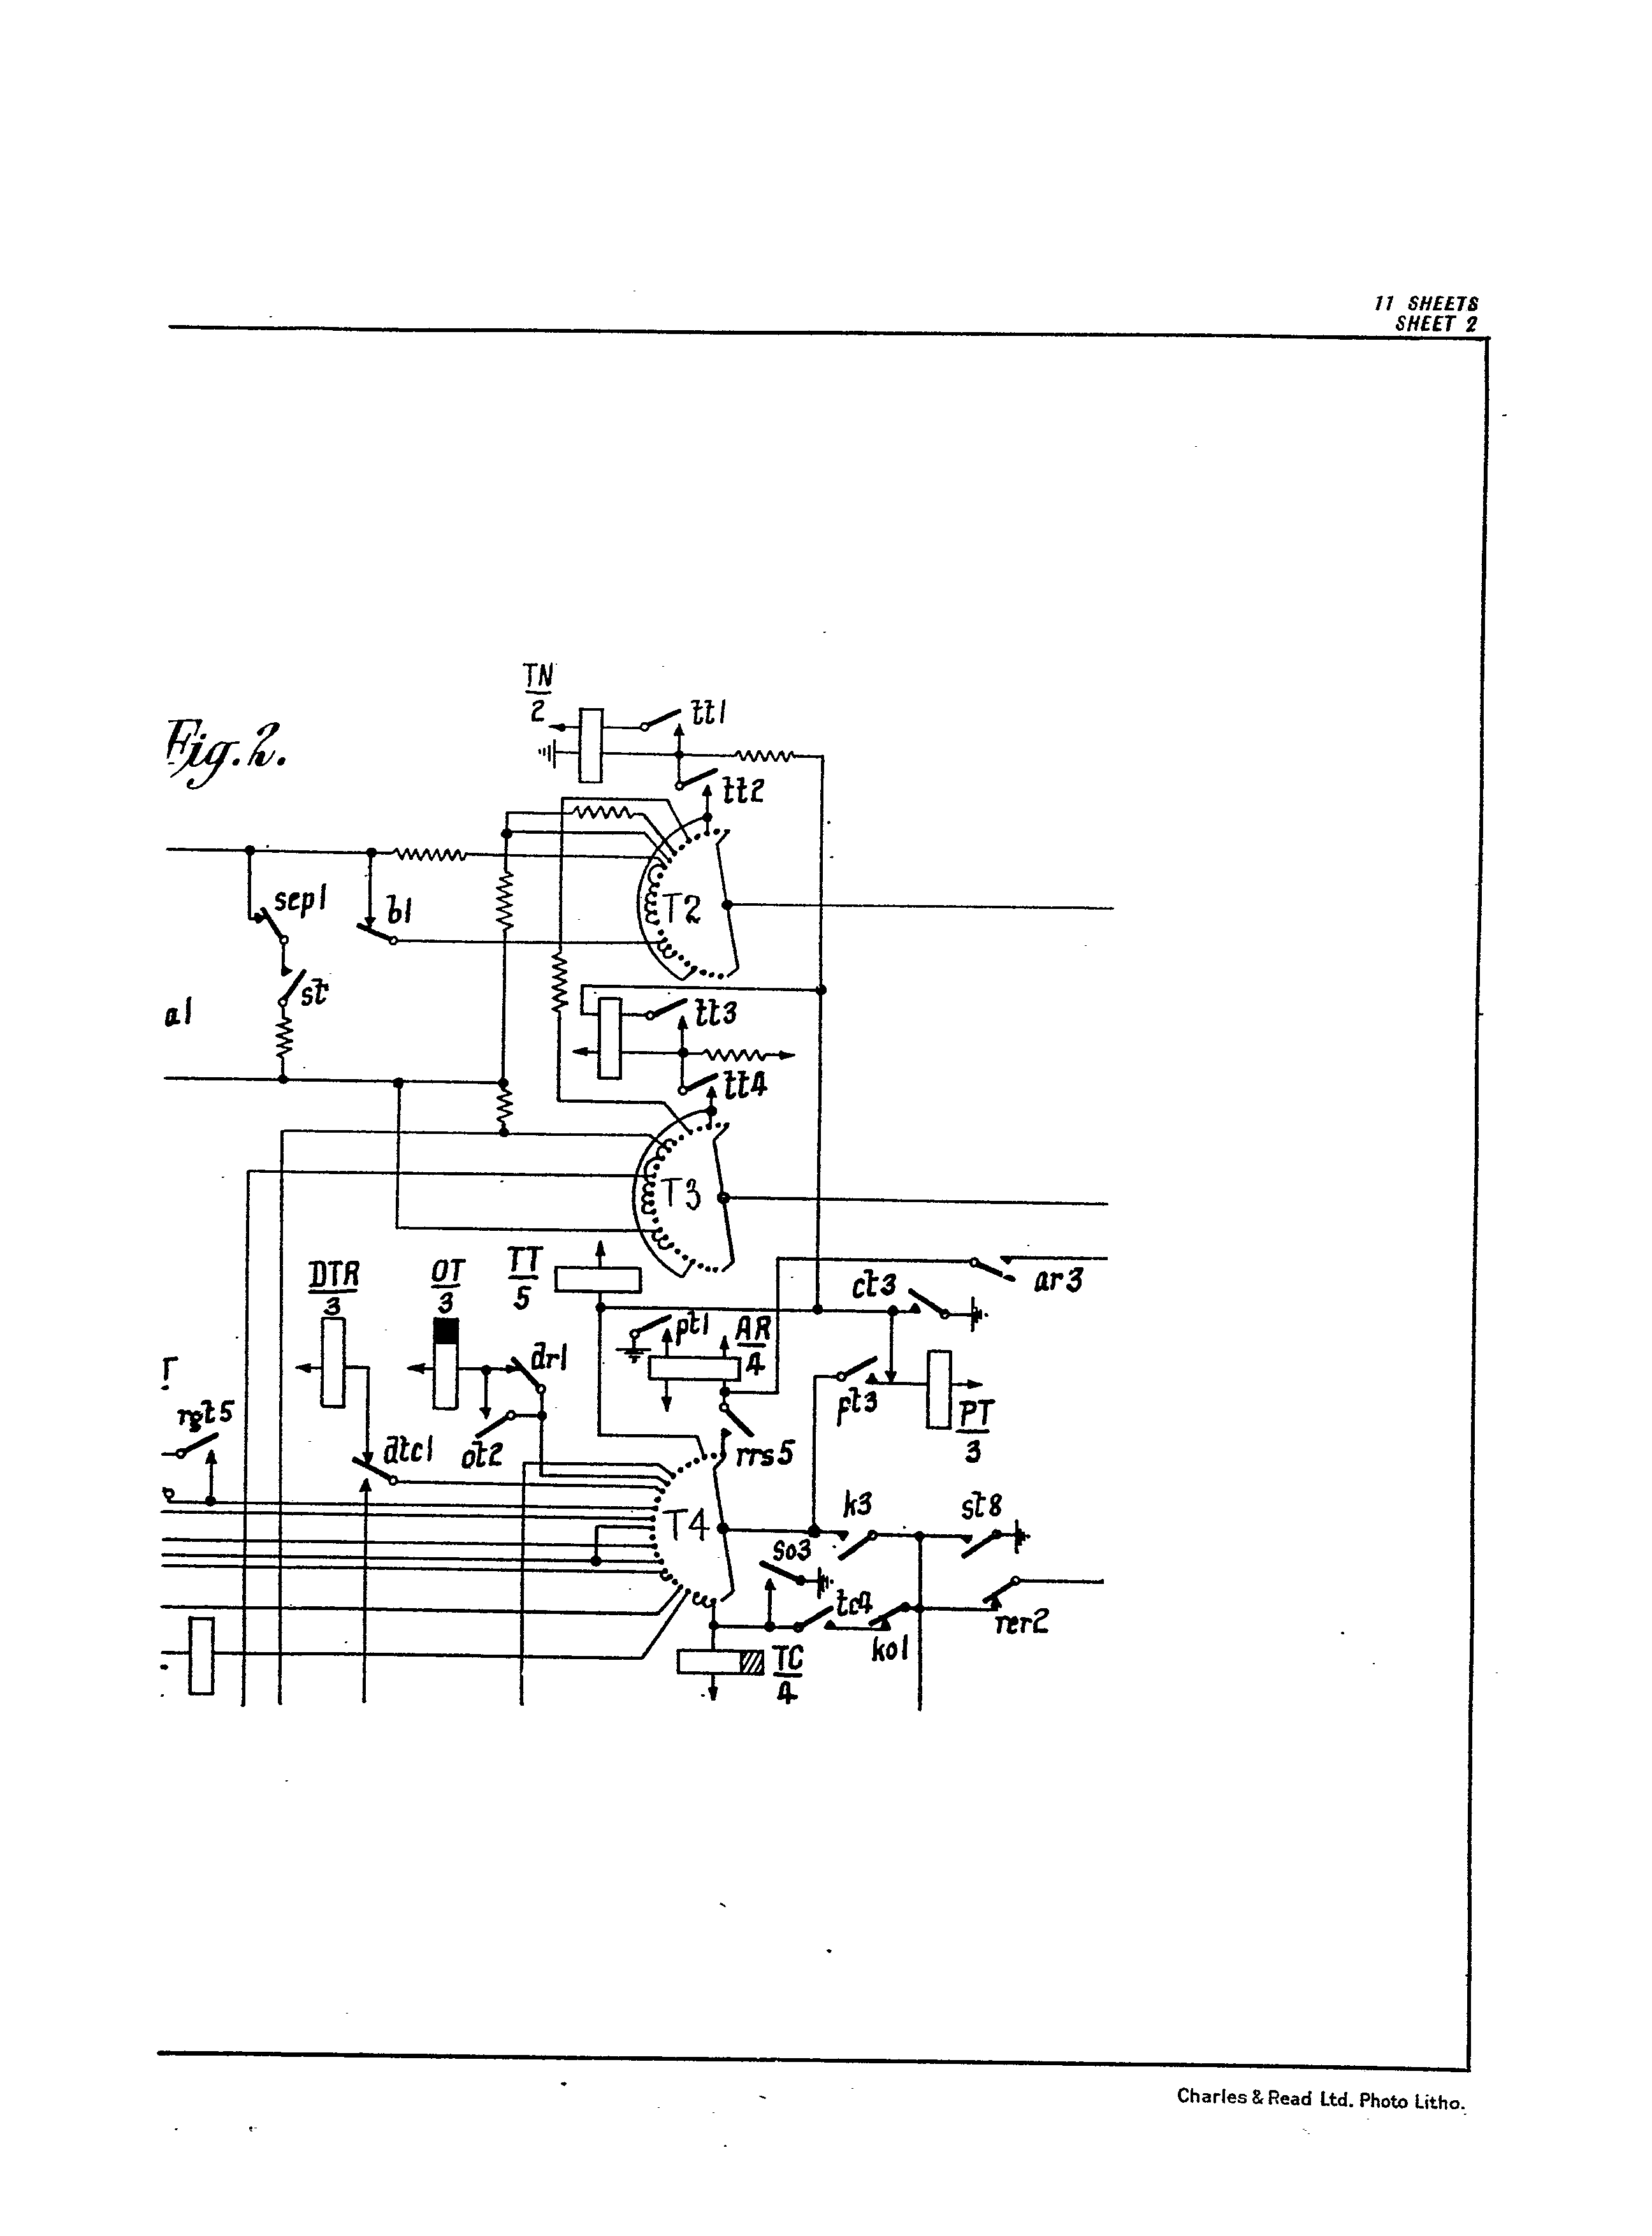 11 SHEETS
SHEET 2
Fig. 2.
TN
2
tt1
tt2
sep1
b1
T2
st
a1
tt3
tt4
T3
DTR
3
OT
3
TT
5
ct3
ar3
pt1
AR
4
dr1
pt3
PT
3
rgt5
dtc1
ot2
rrs5
T4
k3
st8
so3
tc4
ko1
rer2
TC
4
Charles & Read Ltd. Photo Litho.